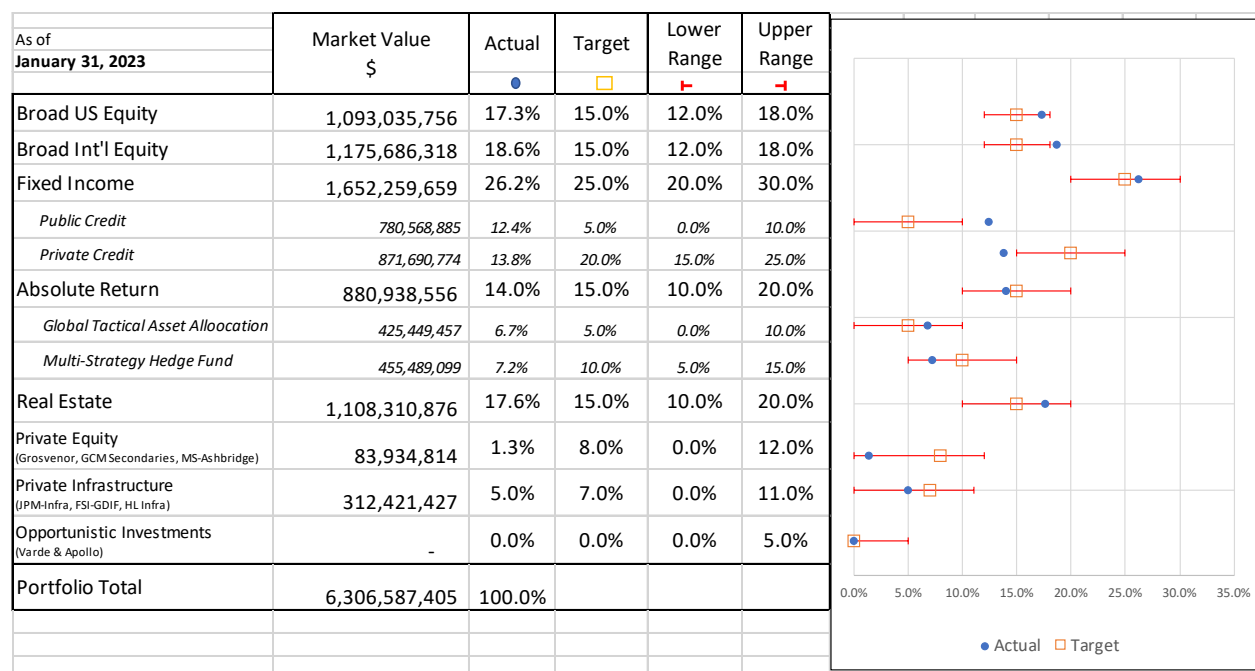 As of
January 31, 2023
Market Value
$
Actual
Target
Lower
Range
Upper
Range
Broad US Equity 1,093,035,756 17.3% 15.0% 12.0% 18.0%
Broad Int'l Equity 1,175,686,318 18.6% 15.0% 12.0% 18.0%
Fixed Income 1,652,259,659 26.2% 25.0% 20.0% 30.0%
Public Credit 780,568,885 12.4% 5.0% 0.0% 10.0%
Private Credit 871,690,774 13.8% 20.0% 15.0% 25.0%
Absolute Return 880,938,556 14.0% 15.0% 10.0% 20.0%
Global Tactical Asset Alloocation 425,449,457 6.7% 5.0% 0.0% 10.0%
Multi-Strategy Hedge Fund 455,489,099 7.2% 10.0% 5.0% 15.0%
Real Estate 1,108,310,876 17.6% 15.0% 10.0% 20.0%
Private Equity
(Grosvenor, GCM Secondaries, MS-Ashbridge) 83,934,814 1.3% 8.0% 0.0% 12.0%
Private Infrastructure
(JPM-Infra, FSI-GDIF, HL Infra) 312,421,427 5.0% 7.0% 0.0% 11.0%
Opportunistic Investments
(Varde & Apollo) - 0.0% 0.0% 0.0% 5.0%
Portfolio Total 6,306,587,405 100.0%
0.0% 5.0% 10.0% 15.0% 20.0% 25.0% 30.0% 35.0%
Actual Target